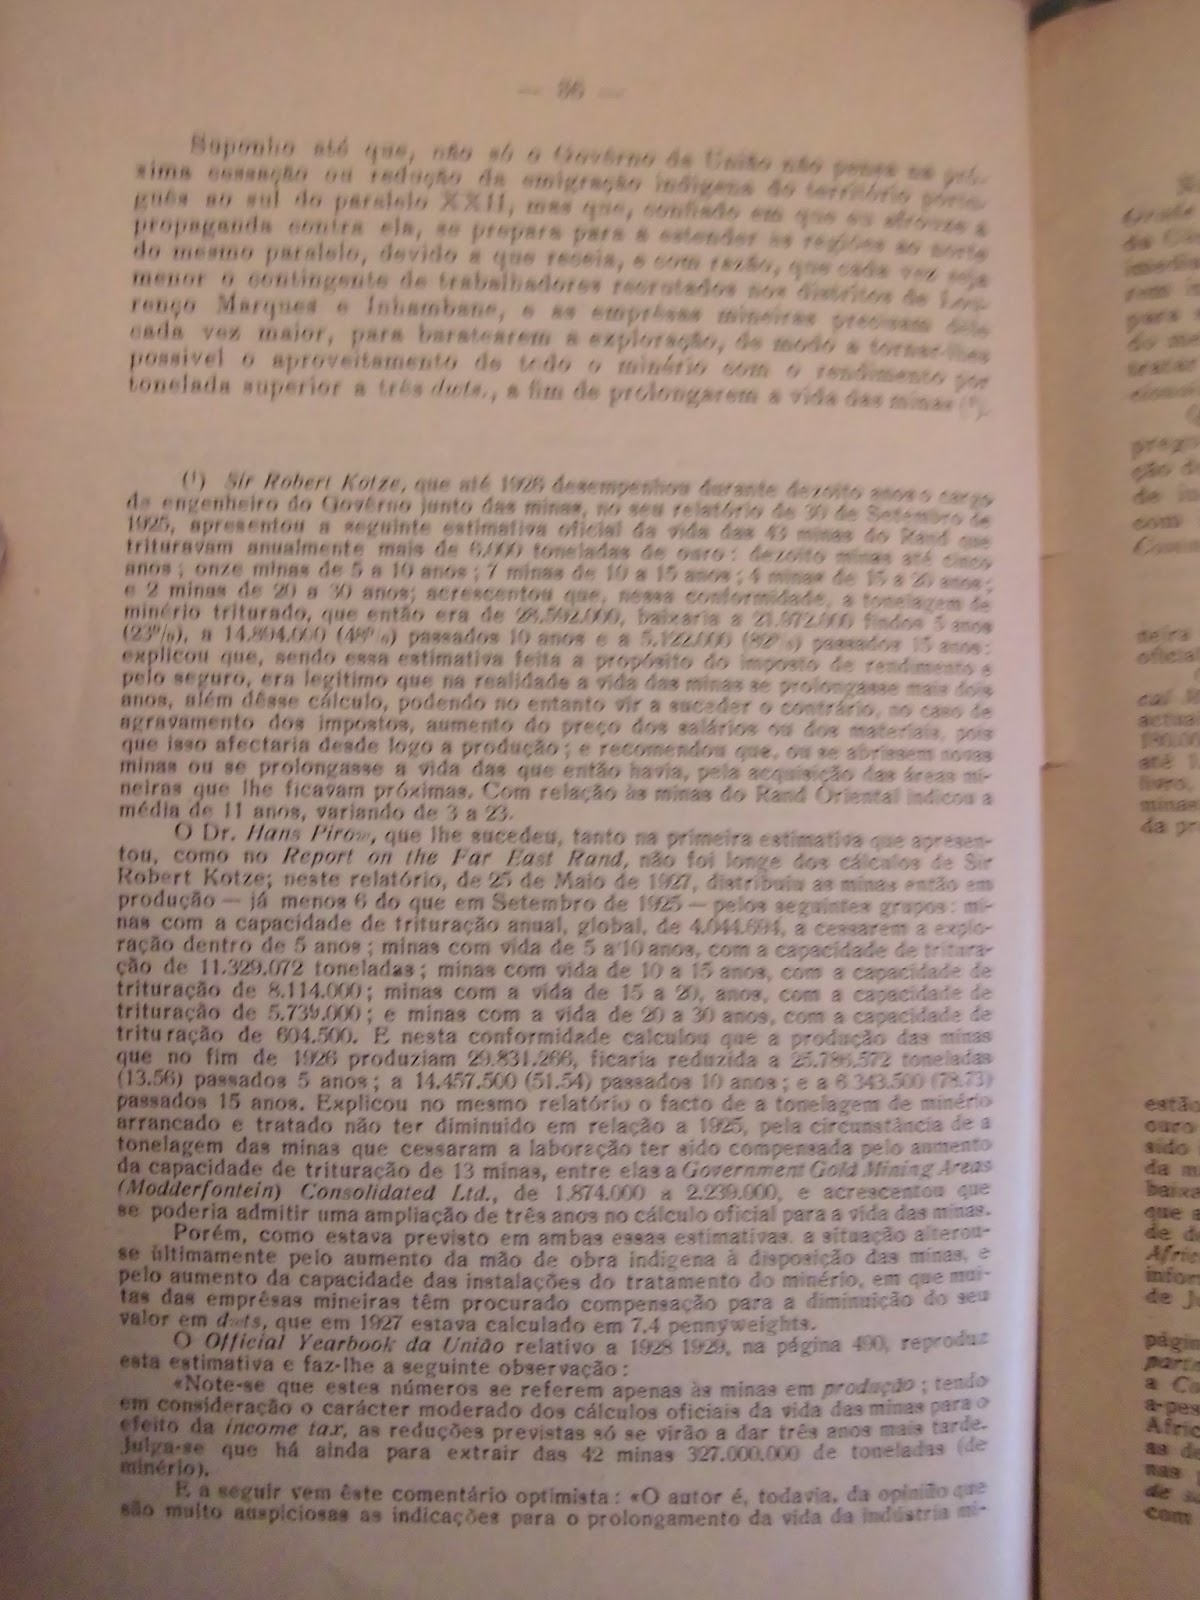 — 86 —
Suponho até que, não só o Govêrno da União não pensa na pró-
xima cessação ou redução da emigração indígena do território portu-
guês ao sul do paralelo XXII, mas que, confiado em que eu afrouxe a
propaganda contra ela, se prepara para a estender às regiões ao norte
do mesmo paralelo, devido a que receia, e com razão, que cada vez seja
menor o contingente de trabalhadores recrutados nos distritos de Lou-
renço Marques e Inhambane, e as emprêsas mineiras precisam dêle
cada vez maior, para baratearem a exploração, de modo a tornar-lhes
possível o aproveitamento de todo o minério com o rendimento por
tonelada superior a três dwts., a fim de prolongarem a vida das minas (¹).
(¹) Sir Robert Kotze, que até 1926 desempenhou durante dezoito anos o cargo
de engenheiro do Govêrno junto das minas, no seu relatório de 30 de Setembro de
1925, apresentou a seguinte estimativa oficial da vida das 43 minas do Rand que
trituravam anualmente mais de 6.000 toneladas de ouro: dezoito minas até cinco
anos; onze minas de 5 a 10 anos; 7 minas de 10 a 15 anos; 4 minas de 15 a 20 anos;
e 2 minas de 20 a 30 anos; acrescentou que, nessa conformidade, a tonelagem de
minério triturado, que então era de 28.592.000, baixaria a 21.972.000 findos 5 anos
(23%), a 14.894.000 (48%) passados 10 anos e a 5.122.000 (82%) passados 15 anos:
explicou que, sendo essa estimativa feita a propósito do imposto de rendimento e
pelo seguro, era legítimo que na realidade a vida das minas se prolongasse mais dois
anos, além dêsse cálculo, podendo no entanto vir a suceder o contrário, no caso de
agravamento dos impostos, aumento do preço dos salários ou dos materiais, pois
que isso afectaria desde logo a produção; e recomendou que, ou se abrissem novas
minas ou se prolongasse a vida das que então havia, pela acquisição das áreas mi-
neiras que lhe ficavam próximas. Com relação às minas do Rand Oriental indicou a
média de 11 anos, variando de 3 a 23.
O Dr. Hans Pirow, que lhe sucedeu, tanto na primeira estimativa que apresen-
tou, como no Report on the Far East Rand, não foi longe dos cálculos de Sir
Robert Kotze; neste relatório, de 25 de Maio de 1927, distribuiu as minas então em
produção — já menos 6 do que em Setembro de 1925 — pelos seguintes grupos: mi-
nas com a capacidade de trituração anual, global, de 4.044.694, a cessarem a explo-
ração dentro de 5 anos; minas com vida de 5 a 10 anos, com a capacidade de tritura-
ção de 11.329.072 toneladas; minas com vida de 10 a 15 anos, com a capacidade de
trituração de 8.114.000; minas com a vida de 15 a 20, anos, com a capacidade de
trituração de 5.739.000; e minas com a vida de 20 a 30 anos, com a capacidade de
trituração de 604.500. E nesta conformidade calculou que a produção das minas
que no fim de 1926 produziam 29.831.266, ficaria reduzida a 25.786.572 toneladas
(13.56) passados 5 anos; a 14.457.500 (51.54) passados 10 anos; e a 6.343.500 (78.73)
passados 15 anos. Explicou no mesmo relatório o facto de a tonelagem de minério
arrancado e tratado não ter diminuido em relação a 1925, pela circunstância de a
tonelagem das minas que cessaram a laboração ter sido compensada pelo aumento
da capacidade de trituração de 13 minas, entre elas a Government Gold Mining Areas
(Modderfontein) Consolidated Ltd., de 1.874.000 a 2.239.000, e acrescentou que
se poderia admitir uma ampliação de três anos no cálculo oficial para a vida das minas.
Porém, como estava previsto em ambas essas estimativas, a situação alterou-
se ùltimamente pelo aumento da mão de obra indígena à disposição das minas, e
pelo aumento da capacidade das instalações do tratamento do minério, em que mui-
tas das emprêsas mineiras têm procurado compensação para a diminuição do seu
valor em dwts, que em 1927 estava calculado em 7.4 pennyweights.
O Official Yearbook da União relativo a 1928 1929, na página 490, reproduz
esta estimativa e faz-lhe a seguinte observação:
«Note-se que estes números se referem apenas às minas em produção; tendo
em consideração o carácter moderado dos cálculos oficiais da vida das minas para o
efeito da income tax, as reduções previstas só se virão a dar três anos mais tarde.
Julga-se que há ainda para extrair das 42 minas 327.000.000 de toneladas (de
minério).
E a seguir vem êste comentário optimista: «O autor é, todavia, da opinião que
são muito auspiciosas as indicações para o prolongamento da vida da indústria mi-